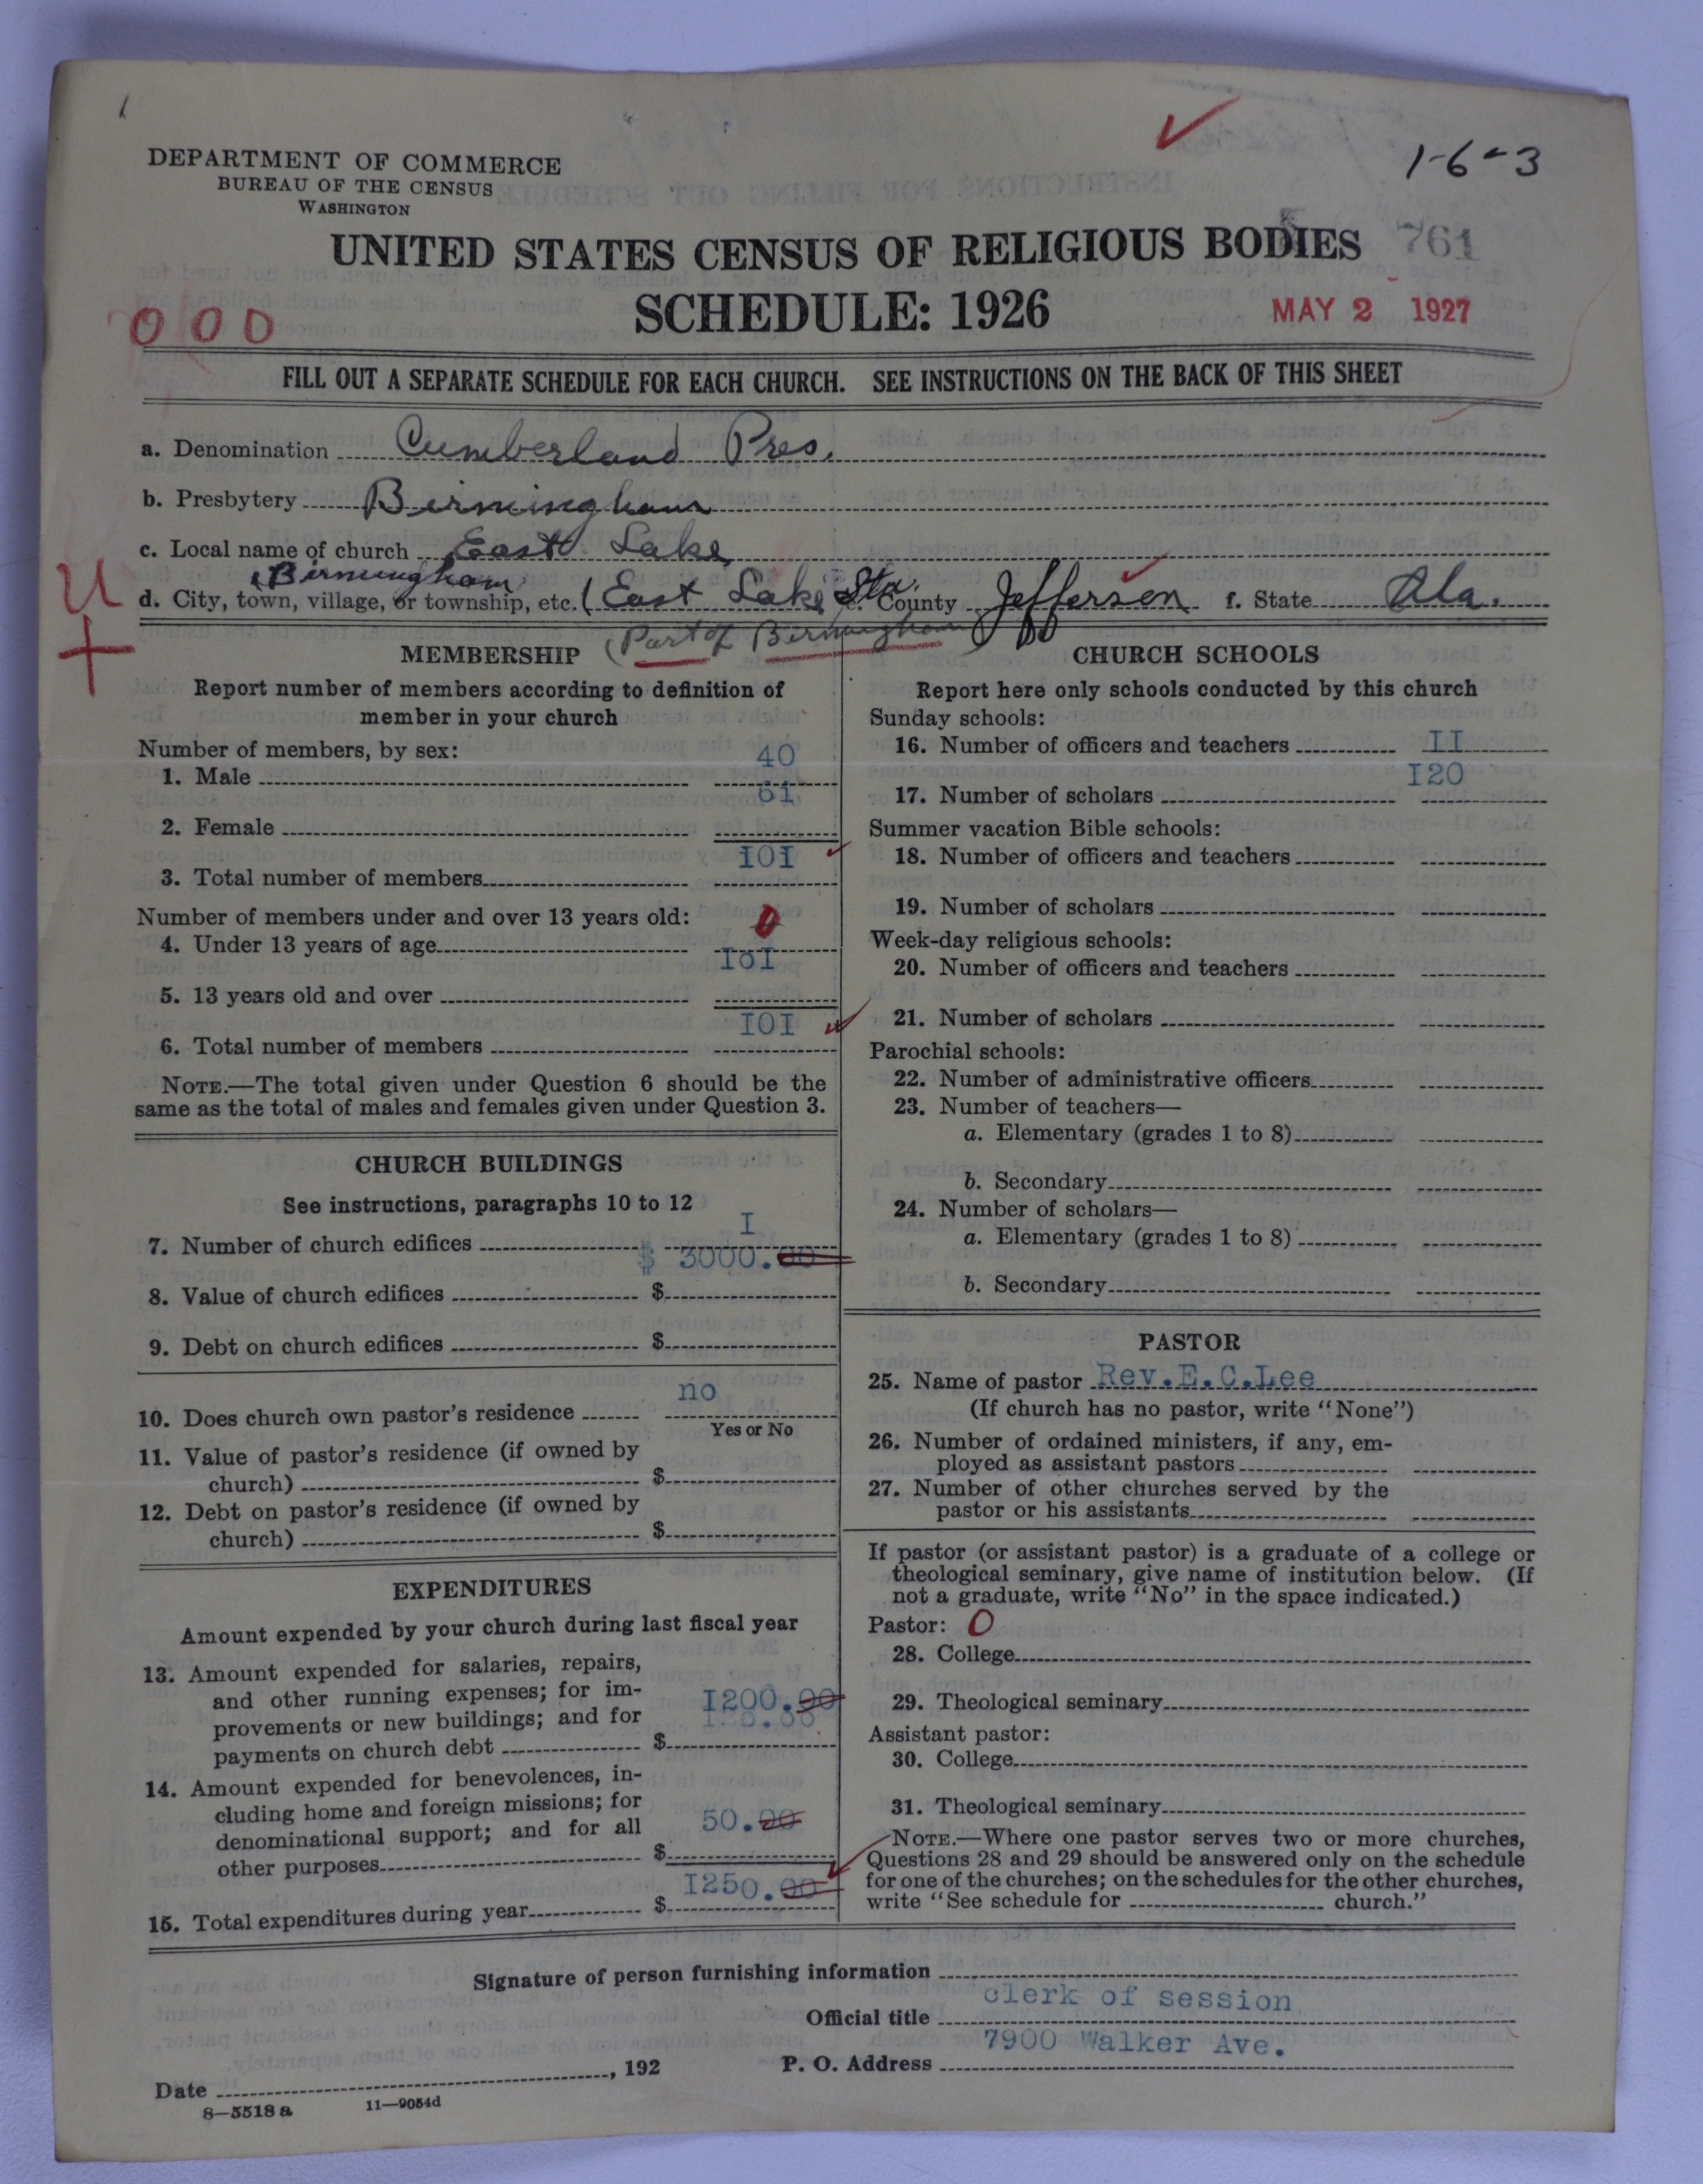 1-6-3
DEPARTMENT OF COMMERCE
BUREAU OF THE CENSUS
WASHINGTON
UNITED STATES CENSUS OF RELIGIOUS BODIES 761
SCHEDULE: 1926 MAY 2 1927
000
FILL OUT A SEPARATE SCHEDULE FOR EACH CHURCH. SEE INSTRUCTIONS ON THE BACK OF THIS SHEET
a. Denomination Cumberland Pres.
b. Presbytery Birmingham
c. Local name of church East Lake
Birmingham
U d. City, town, village, or township, etc. (East Lake Sta. e. County Jefferson f. State Ala.
(Part of Birmingham) Jeff
MEMBERSHIP
Report number of members according to definition of
member in your church
Number of members, by sex:
1. Male 40
2. Female 61
3. Total number of members 101
Number of members under and over 13 years old:
4. Under 13 years of age 0
5. 13 years old and over 101
6. Total number of members 101
NOTE.—The total given under Question 6 should be the
same as the total of males and females given under Question 3.
CHURCH BUILDINGS
See instructions, paragraphs 10 to 12
7. Number of church edifices I
8. Value of church edifices $ $ 3000.00
9. Debt on church edifices $
10. Does church own pastor's residence no
Yes or No
11. Value of pastor's residence (if owned by
church) $
12. Debt on pastor's residence (if owned by
church) $
EXPENDITURES
Amount expended by your church during last fiscal year
13. Amount expended for salaries, repairs,
and other running expenses; for im-
provements or new buildings; and for
payments on church debt $ 1200.00
14. Amount expended for benevolences, in-
cluding home and foreign missions; for
denominational support; and for all
other purposes $ 50.00
15. Total expenditures during year $ 1250.00
CHURCH SCHOOLS
Report here only schools conducted by this church
Sunday schools:
16. Number of officers and teachers II
17. Number of scholars I20
Summer vacation Bible schools:
18. Number of officers and teachers
19. Number of scholars
Week-day religious schools:
20. Number of officers and teachers
21. Number of scholars
Parochial schools:
22. Number of administrative officers
23. Number of teachers—
a. Elementary (grades 1 to 8)
b. Secondary
24. Number of scholars—
a. Elementary (grades 1 to 8)
b. Secondary
PASTOR
25. Name of pastor Rev.E.C.Lee
(If church has no pastor, write "None")
26. Number of ordained ministers, if any, em-
ployed as assistant pastors
27. Number of other churches served by the
pastor or his assistants
If pastor (or assistant pastor) is a graduate of a college or
theological seminary, give name of institution below. (If
not a graduate, write "No" in the space indicated.)
Pastor: 0
28. College
29. Theological seminary
Assistant pastor:
30. College
31. Theological seminary
NOTE.—Where one pastor serves two or more churches,
Questions 28 and 29 should be answered only on the schedule
for one of the churches; on the schedules for the other churches,
write "See schedule for church."
Signature of person furnishing information
Official title clerk of session
P. O. Address 7900 Walker Ave.
Date , 192
8—5518 a 11—9054d